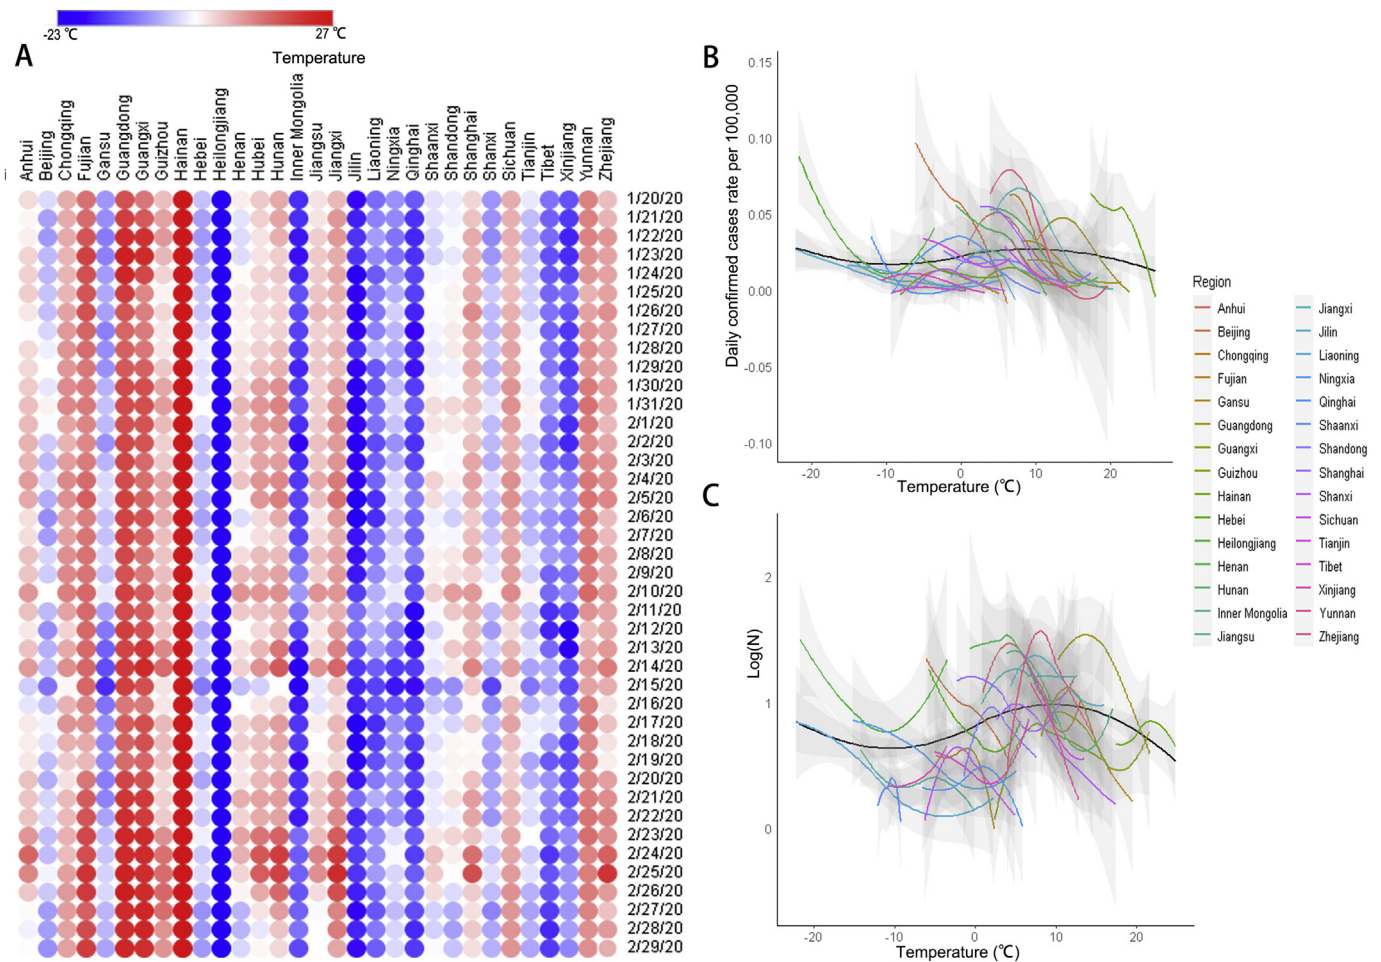 -23 ℃
27 ℃
Temperature
A
Anhui
Beijing
Chongqing
Fujian
Gansu
Guangdong
Guangxi
Guizhou
Hainan
Hebei
Heilongjiang
Henan
Hubei
Hunan
Inner Mongolia
Jiangsu
Jiangxi
Jilin
Liaoning
Ningxia
Qinghai
Shaanxi
Shandong
Shanghai
Shanxi
Sichuan
Tianjin
Tibet
Xinjiang
Yunnan
Zhejiang
1/20/20
1/21/20
1/22/20
1/23/20
1/24/20
1/25/20
1/26/20
1/27/20
1/28/20
1/29/20
1/30/20
1/31/20
2/1/20
2/2/20
2/3/20
2/4/20
2/5/20
2/6/20
2/7/20
2/8/20
2/9/20
2/10/20
2/11/20
2/12/20
2/13/20
2/14/20
2/15/20
2/16/20
2/17/20
2/18/20
2/19/20
2/20/20
2/21/20
2/22/20
2/23/20
2/24/20
2/25/20
2/26/20
2/27/20
2/28/20
2/29/20
B
Daily confirmed cases rate per 100,000
0.15
0.10
0.05
0.00
-0.05
-0.10
-20
-10
0
10
20
Temperature (℃)
C
Log(N)
2
1
0
-20
-10
0
10
20
Temperature (℃)
Region
Anhui
Beijing
Chongqing
Fujian
Gansu
Guangdong
Guangxi
Guizhou
Hainan
Hebei
Heilongjiang
Henan
Hunan
Inner Mongolia
Jiangsu
Jiangxi
Jilin
Liaoning
Ningxia
Qinghai
Shaanxi
Shandong
Shanghai
Shanxi
Sichuan
Tianjin
Tibet
Xinjiang
Yunnan
Zhejiang